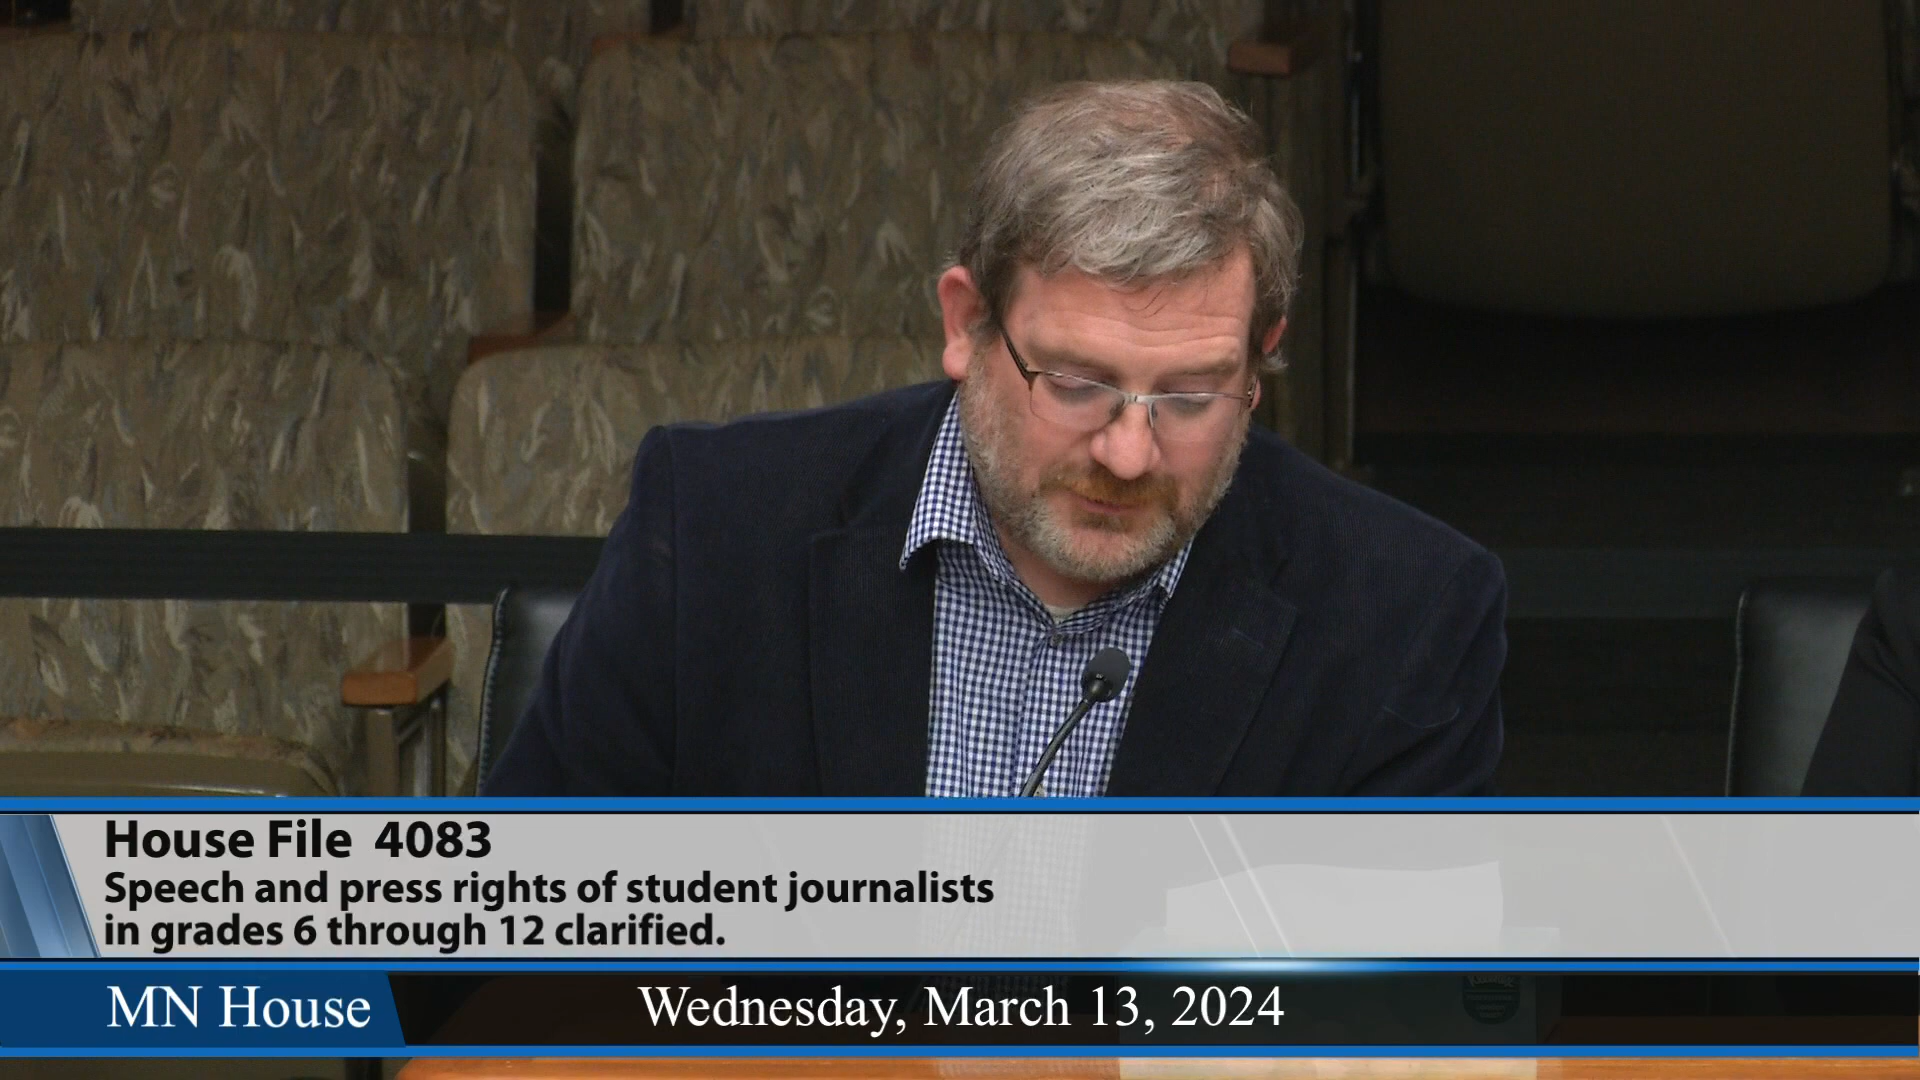 House File 4083
Speech and press rights of student journalists
in grades 6 through 12 clarified.
MN House
Wednesday, March 13, 2024